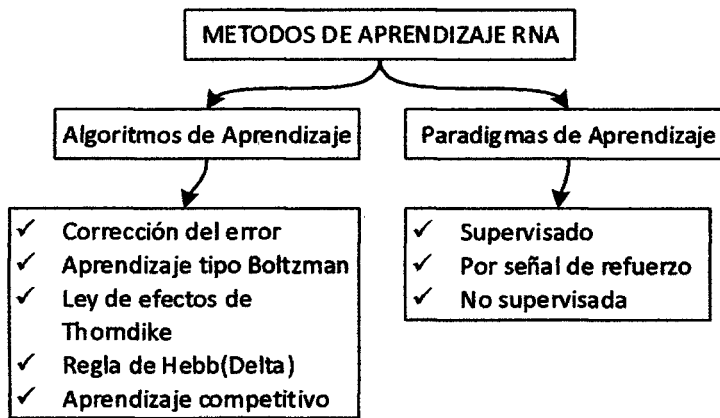 METODOS DE APRENDIZAJE RNA
Algoritmos de Aprendizaje
Paradigmas de Aprendizaje
✓ Corrección del error
✓ Aprendizaje tipo Boltzman
✓ Ley de efectos de
Thorndike
✓ Regla de Hebb(Delta)
✓ Aprendizaje competitivo
✓ Supervisado
✓ Por señal de refuerzo
✓ No supervisada